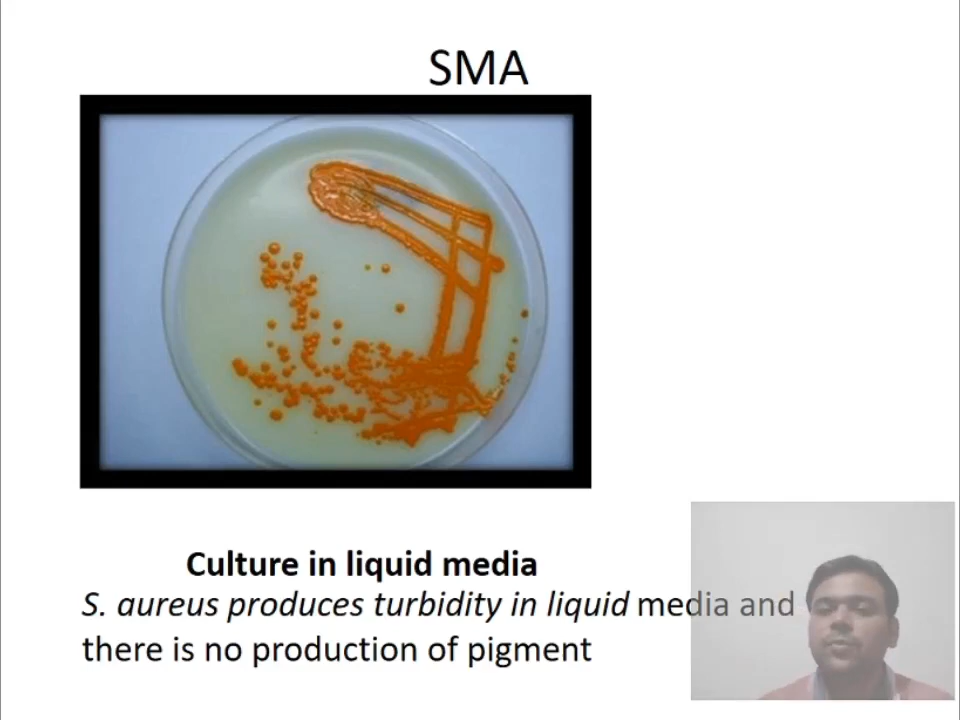 SMA
Culture in liquid media
S. aureus produces turbidity in liquid media and
there is no production of pigment